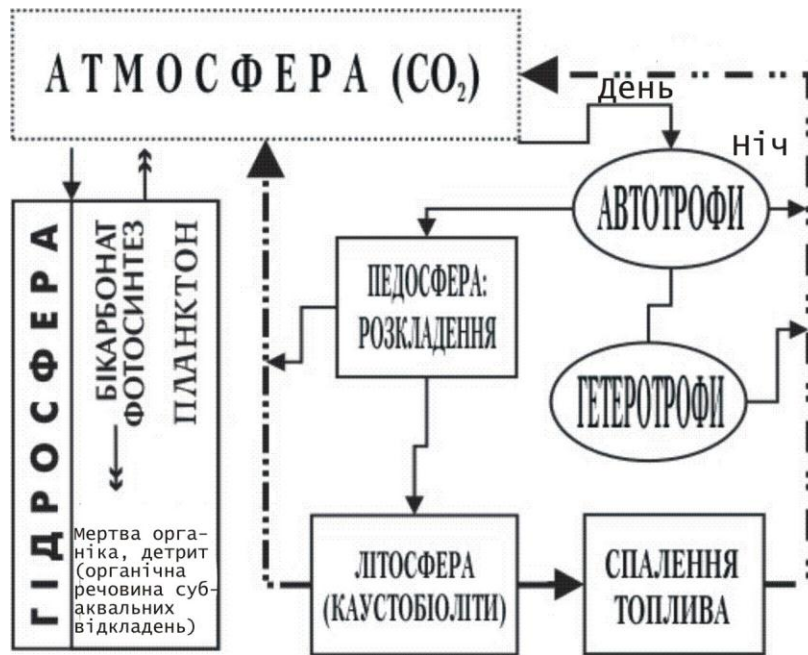 АТМОСФЕРА (CO₂)
День
Ніч
АВТОТРОФИ
ПЕДОСФЕРА:
РОЗКЛАДЕННЯ
ГЕТЕРОТРОФИ
ГІДРОСФЕРА
БІКАРБОНАТ
ФОТОСИНТЕЗ
ПЛАНКТОН
Мертва орга-
ніка, детрит
(органічна
речовина суб-
аквальних
відкладень)
ЛІТОСФЕРА
(КАУСТОБІОЛІТИ)
СПАЛЕННЯ
ТОПЛИВА